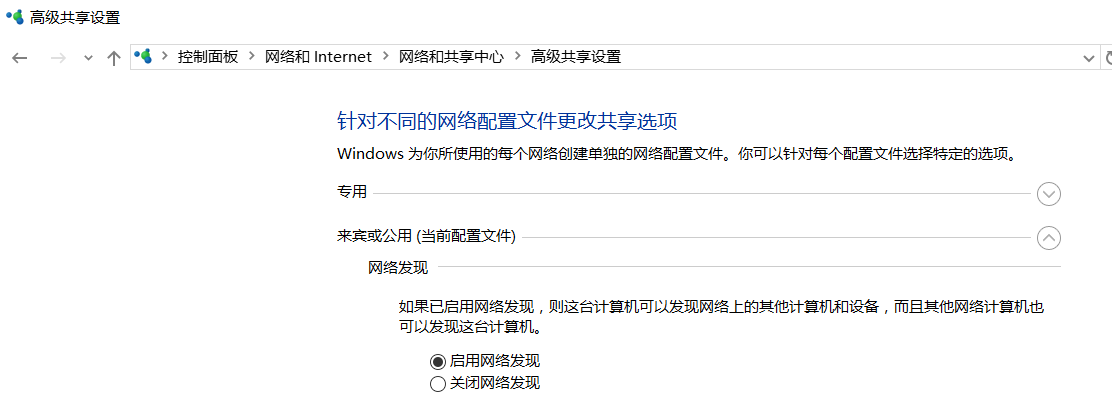 高级共享设置
控制面板 > 网络和 Internet > 网络和共享中心 > 高级共享设置
针对不同的网络配置文件更改共享选项
Windows 为你所使用的每个网络创建单独的网络配置文件。你可以针对每个配置文件选择特定的选项。
专用
来宾或公用 (当前配置文件)
网络发现
如果已启用网络发现，则这台计算机可以发现网络上的其他计算机和设备，而且其他网络计算机也
可以发现这台计算机。
启用网络发现
关闭网络发现